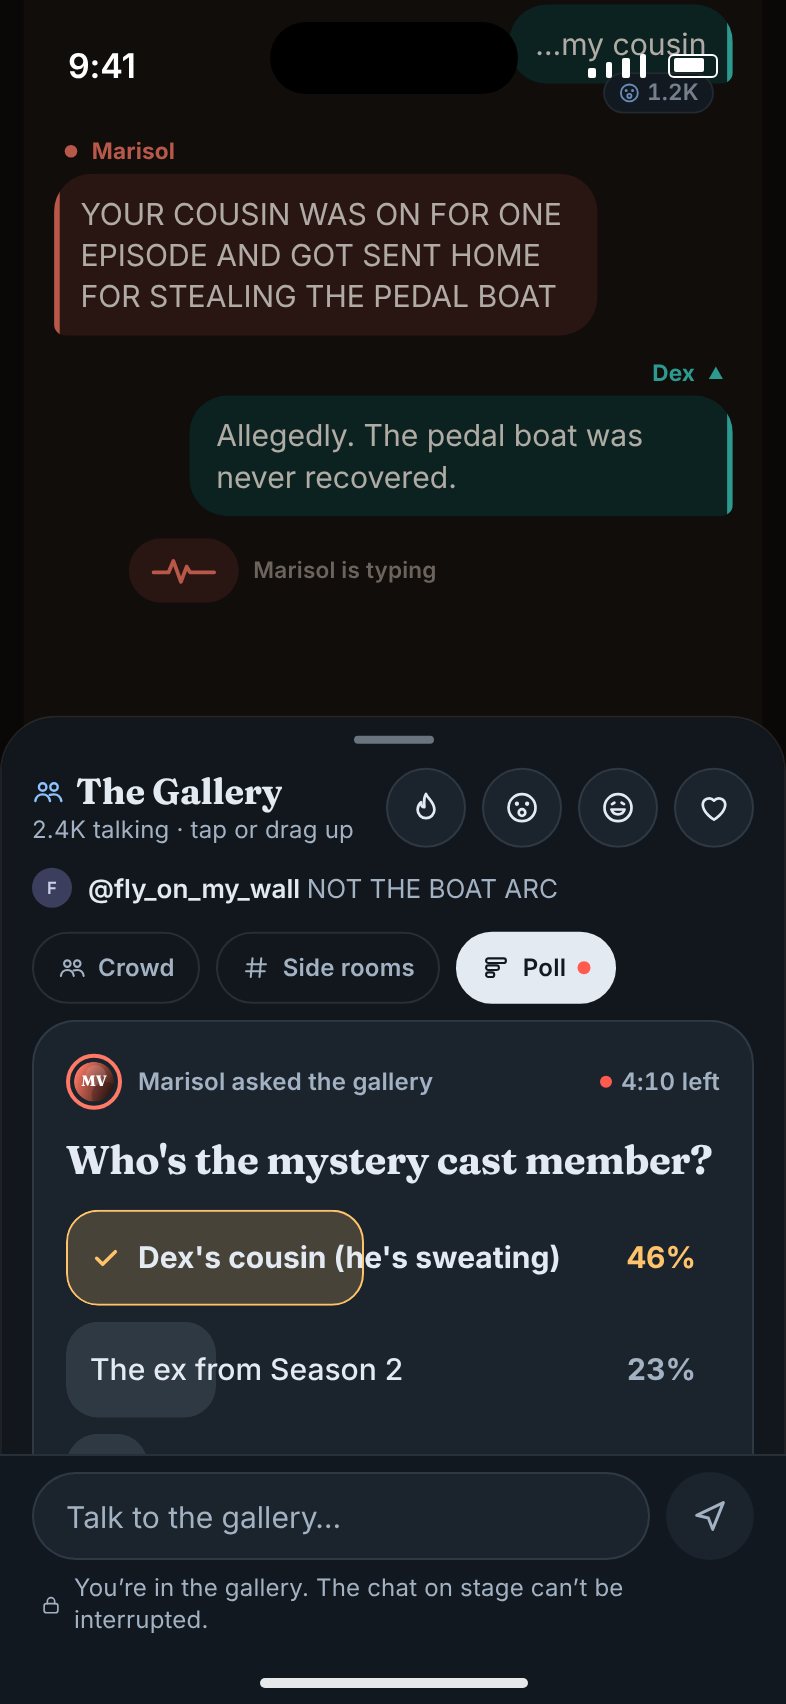 9:41
...my cousin
1.2K
Marisol
YOUR COUSIN WAS ON FOR ONE
EPISODE AND GOT SENT HOME
FOR STEALING THE PEDAL BOAT
Dex
Allegedly. The pedal boat was
never recovered.
Marisol is typing
The Gallery
2.4K talking · tap or drag up
F
@fly_on_my_wall NOT THE BOAT ARC
Crowd
Side rooms
Poll
MV
Marisol asked the gallery
4:10 left
Who's the mystery cast member?
Dex's cousin (he's sweating)
46%
The ex from Season 2
23%
Talk to the gallery...
You’re in the gallery. The chat on stage can’t be
interrupted.